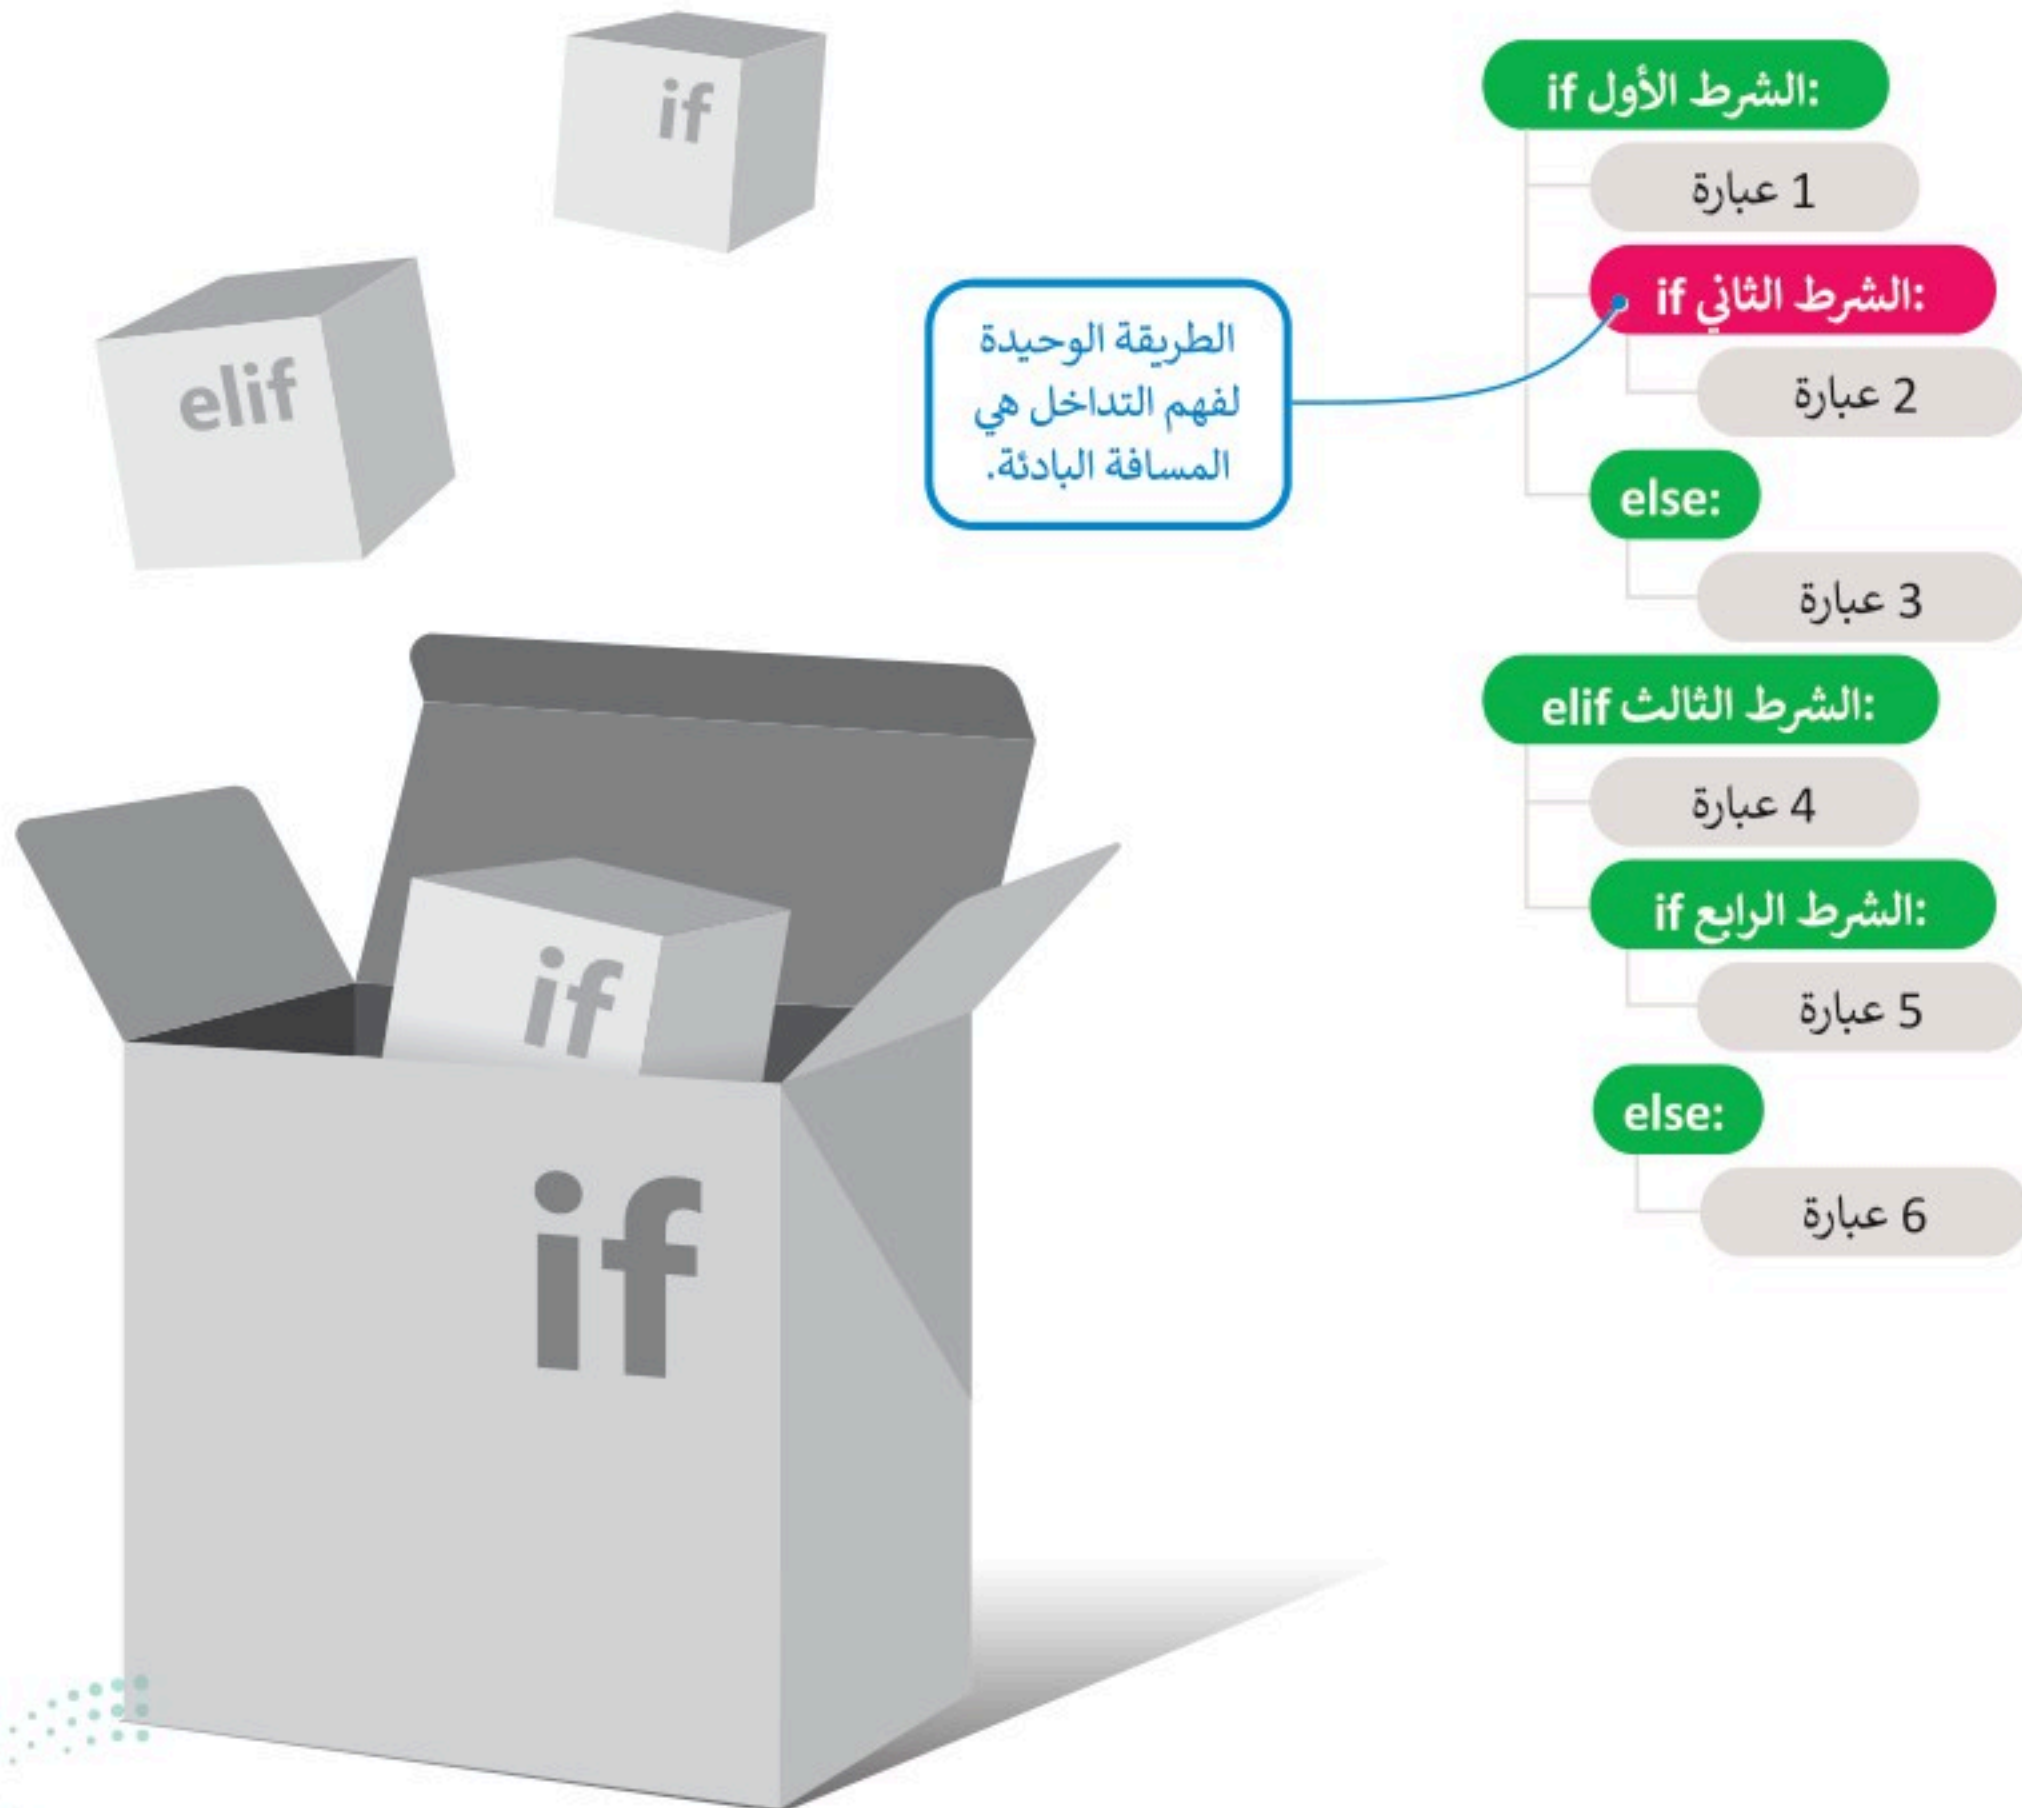 if
elif
if
if
الطريقة الوحيدة
لفهم التداخل هي
المسافة البادئة.
if الشرط الأول:
1 عبارة
if الشرط الثاني:
2 عبارة
else:
3 عبارة
elif الشرط الثالث:
4 عبارة
if الشرط الرابع:
5 عبارة
else:
6 عبارة